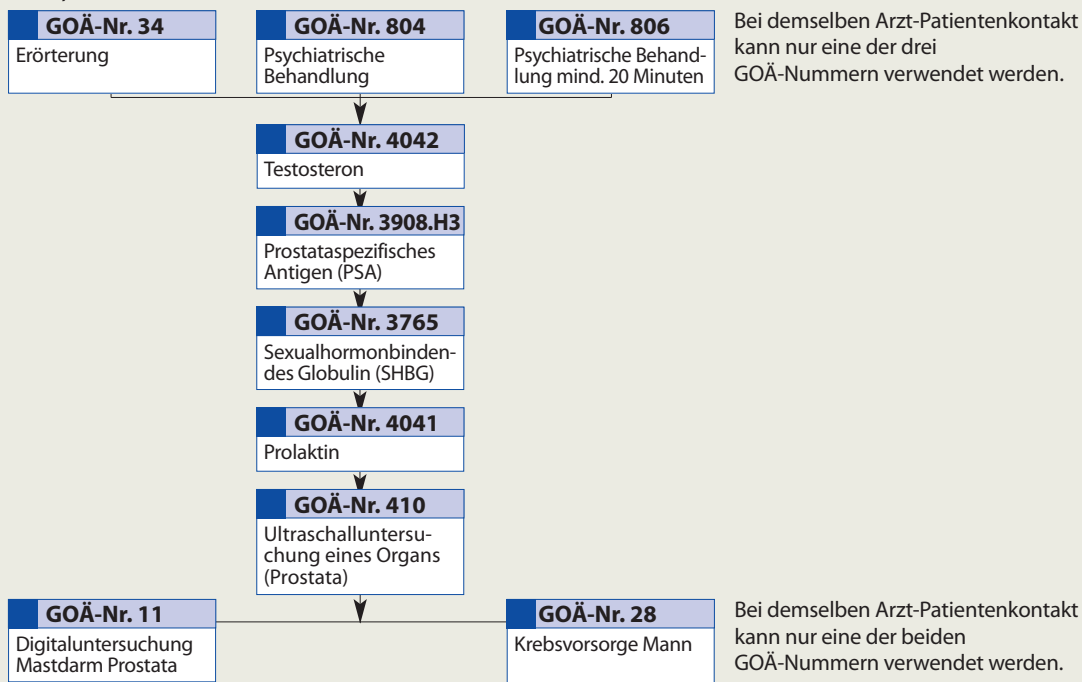 GOÄ-Nr. 34
Erörterung
GOÄ-Nr. 804
Psychiatrische
Behandlung
GOÄ-Nr. 806
Psychiatrische Behand-
lung mind. 20 Minuten
Bei demselben Arzt-Patientenkontakt
kann nur eine der drei
GOÄ-Nummern verwendet werden.
GOÄ-Nr. 4042
Testosteron
GOÄ-Nr. 3908.H3
Prostataspezifisches
Antigen (PSA)
GOÄ-Nr. 3765
Sexualhormonbinden-
des Globulin (SHBG)
GOÄ-Nr. 4041
Prolaktin
GOÄ-Nr. 410
Ultraschalluntersu-
chung eines Organs
(Prostata)
GOÄ-Nr. 11
Digitaluntersuchung
Mastdarm Prostata
GOÄ-Nr. 28
Krebsvorsorge Mann
Bei demselben Arzt-Patientenkontakt
kann nur eine der beiden
GOÄ-Nummern verwendet werden.